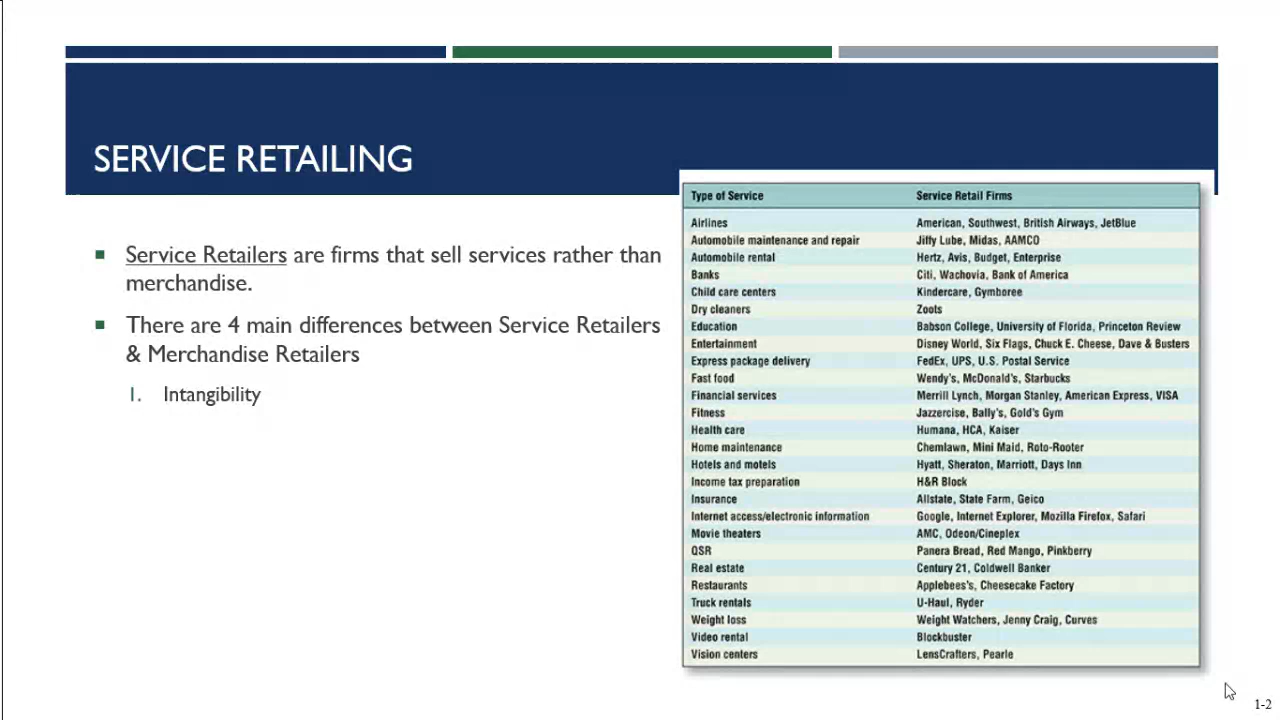 SERVICE RETAILING
Service Retailers are firms that sell services rather than
merchandise.
There are 4 main differences between Service Retailers
& Merchandise Retailers
1. Intangibility
Type of Service Service Retail Firms
Airlines American, Southwest, British Airways, JetBlue
Automobile maintenance and repair Jiffy Lube, Midas, AAMCO
Automobile rental Hertz, Avis, Budget, Enterprise
Banks Citi, Wachovia, Bank of America
Child care centers Kindercare, Gymboree
Dry cleaners Zoots
Education Babson College, University of Florida, Princeton Review
Entertainment Disney World, Six Flags, Chuck E. Cheese, Dave & Busters
Express package delivery FedEx, UPS, U.S. Postal Service
Fast food Wendy's, McDonald's, Starbucks
Financial services Merrill Lynch, Morgan Stanley, American Express, VISA
Fitness Jazzercise, Bally's, Gold's Gym
Health care Humana, HCA, Kaiser
Home maintenance Chemlawn, Mini Maid, Roto-Rooter
Hotels and motels Hyatt, Sheraton, Marriott, Days Inn
Income tax preparation H&R Block
Insurance Allstate, State Farm, Geico
Internet access/electronic information Google, Internet Explorer, Mozilla Firefox, Safari
Movie theaters AMC, Odeon/Cineplex
QSR Panera Bread, Red Mango, Pinkberry
Real estate Century 21, Coldwell Banker
Restaurants Applebees's, Cheesecake Factory
Truck rentals U-Haul, Ryder
Weight loss Weight Watchers, Jenny Craig, Curves
Video rental Blockbuster
Vision centers LensCrafters, Pearle
1-2